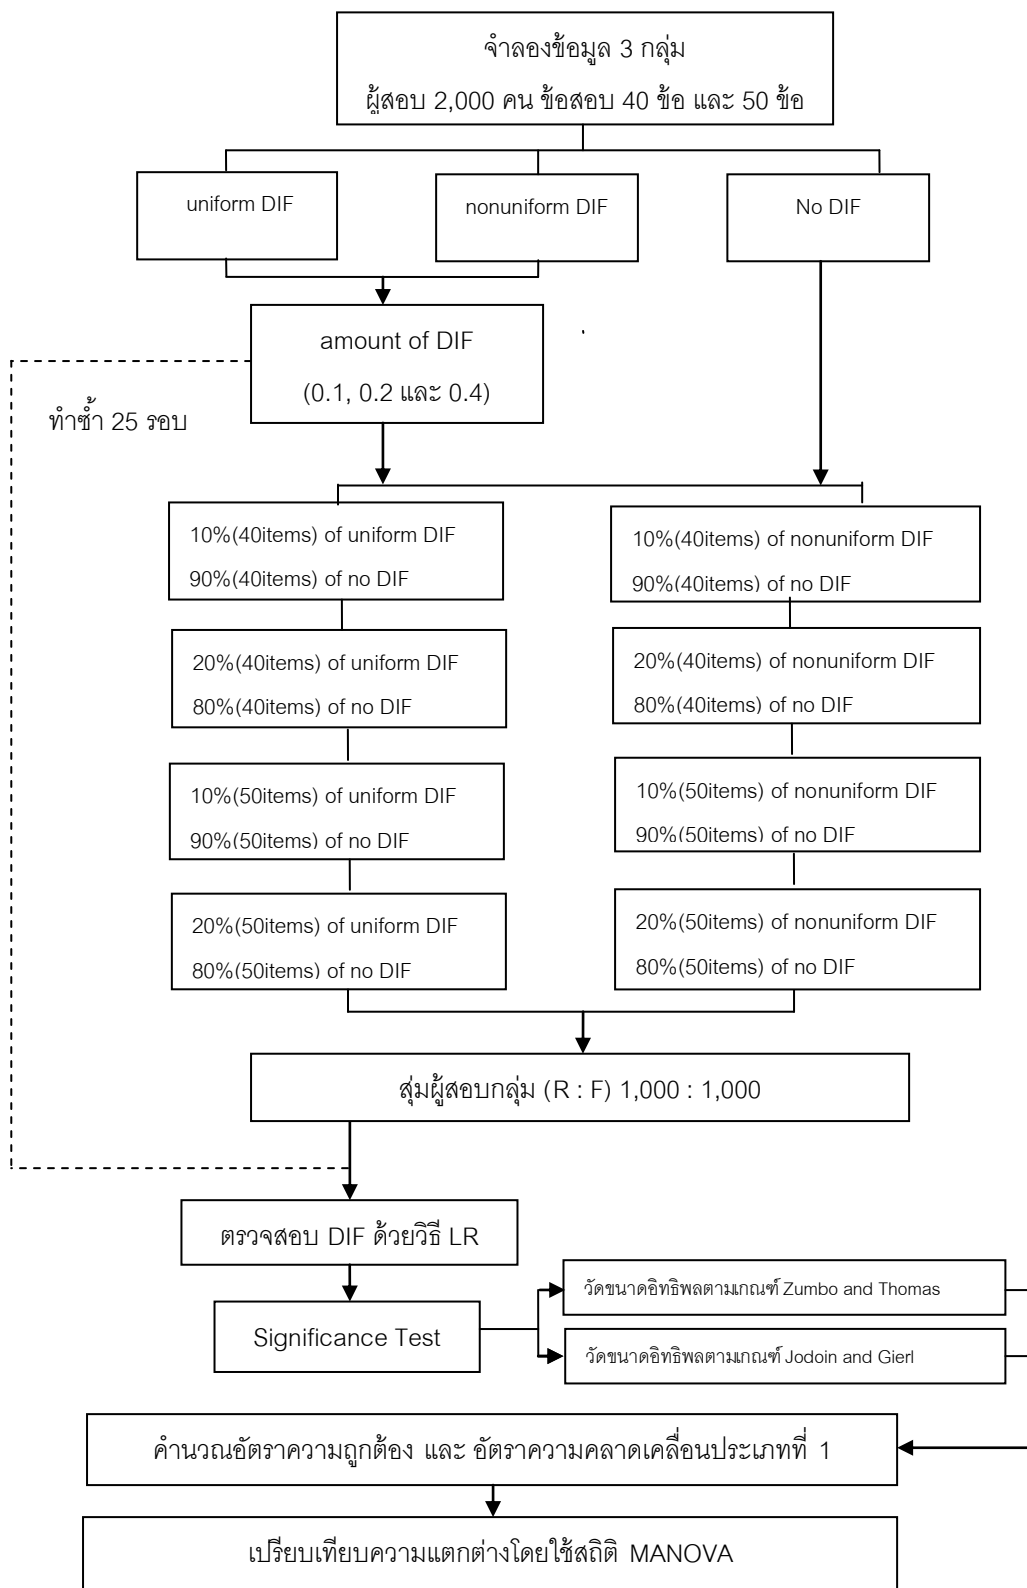 จำลองข้อมูล 3 กลุ่ม
ผู้สอบ 2,000 คน ข้อสอบ 40 ข้อ และ 50 ข้อ
uniform DIF
nonuniform DIF
No DIF
amount of DIF
(0.1, 0.2 และ 0.4)
ทำซ้ำ 25 รอบ
10%(40items) of uniform DIF
90%(40items) of no DIF
10%(40items) of nonuniform DIF
90%(40items) of no DIF
20%(40items) of uniform DIF
80%(40items) of no DIF
20%(40items) of nonuniform DIF
80%(40items) of no DIF
10%(50items) of uniform DIF
90%(50items) of no DIF
10%(50items) of nonuniform DIF
90%(50items) of no DIF
20%(50items) of uniform DIF
80%(50items) of no DIF
20%(50items) of nonuniform DIF
80%(50items) of no DIF
สุ่มผู้สอบกลุ่ม (R : F) 1,000 : 1,000
ตรวจสอบ DIF ด้วยวิธี LR
Significance Test
วัดขนาดอิทธิพลตามเกณฑ์ Zumbo and Thomas
วัดขนาดอิทธิพลตามเกณฑ์ Jodoin and Gierl
คำนวณอัตราความถูกต้อง และ อัตราความคลาดเคลื่อนประเภทที่ 1
เปรียบเทียบความแตกต่างโดยใช้สถิติ MANOVA